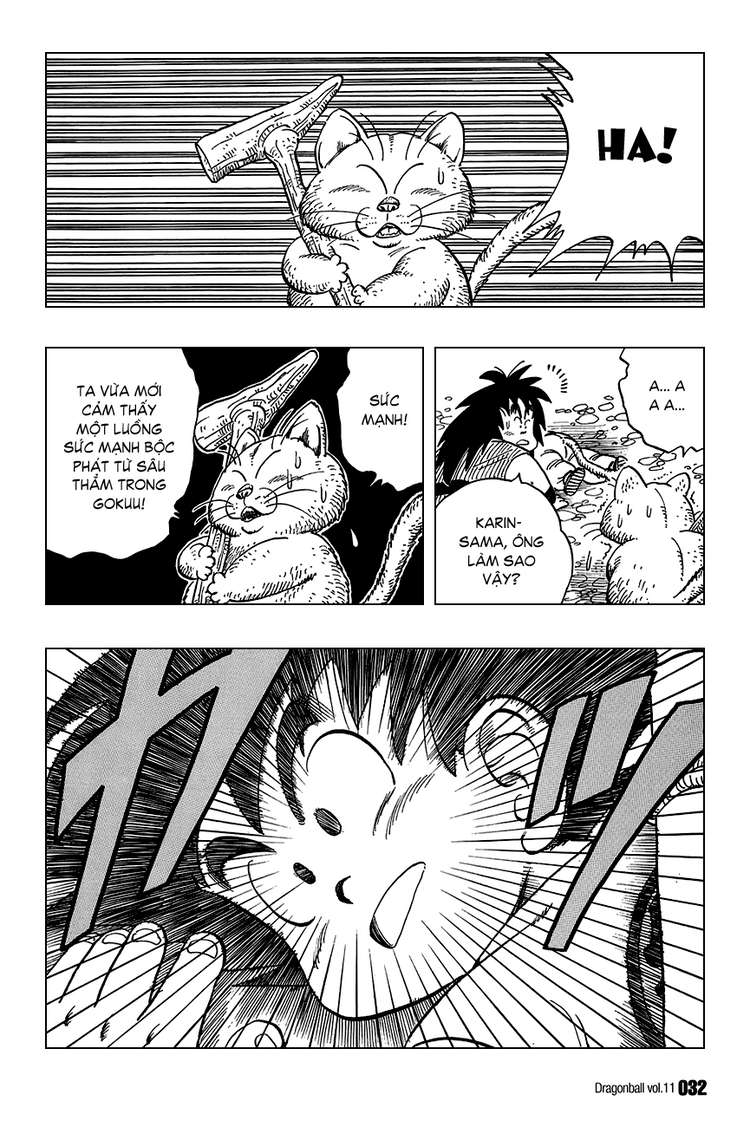 HA!
TA VỪA MỚI
CẢM THẤY
MỘT LUỒNG
SỨC MẠNH BỘC
PHÁT TỪ SÂU
THẲM TRONG
GOKUU!
SỨC
MẠNH!
A... A
A A...
KARIN-
SAMA, ÔNG
LÀM SAO
VẬY?
Dragonball vol.11 032